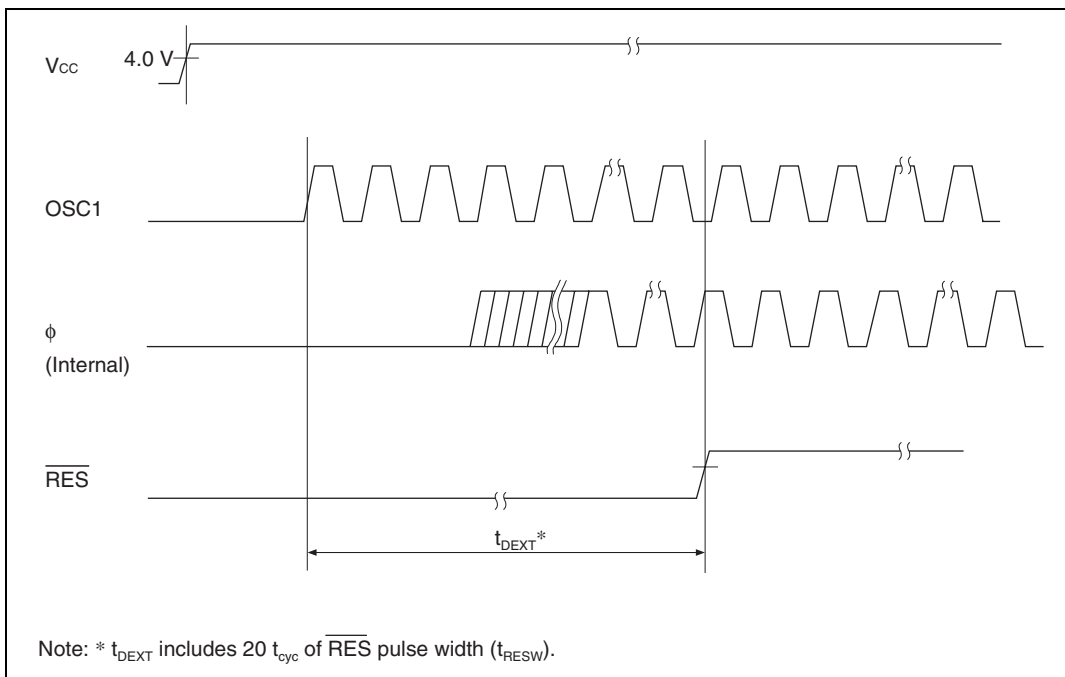 VCC 4.0 V
OSC1
ϕ
(Internal)
RES
tDEXT*
Note: * tDEXT includes 20 tcyc of RES pulse width (tRESW).